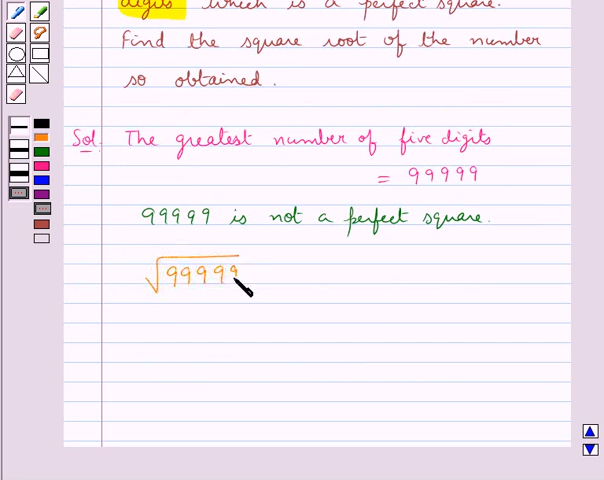 digits which is a perfect square.
Find the square root of the number
so obtained.
Sol. The greatest number of five digits
= 99999
99999 is not a perfect square.
√99999